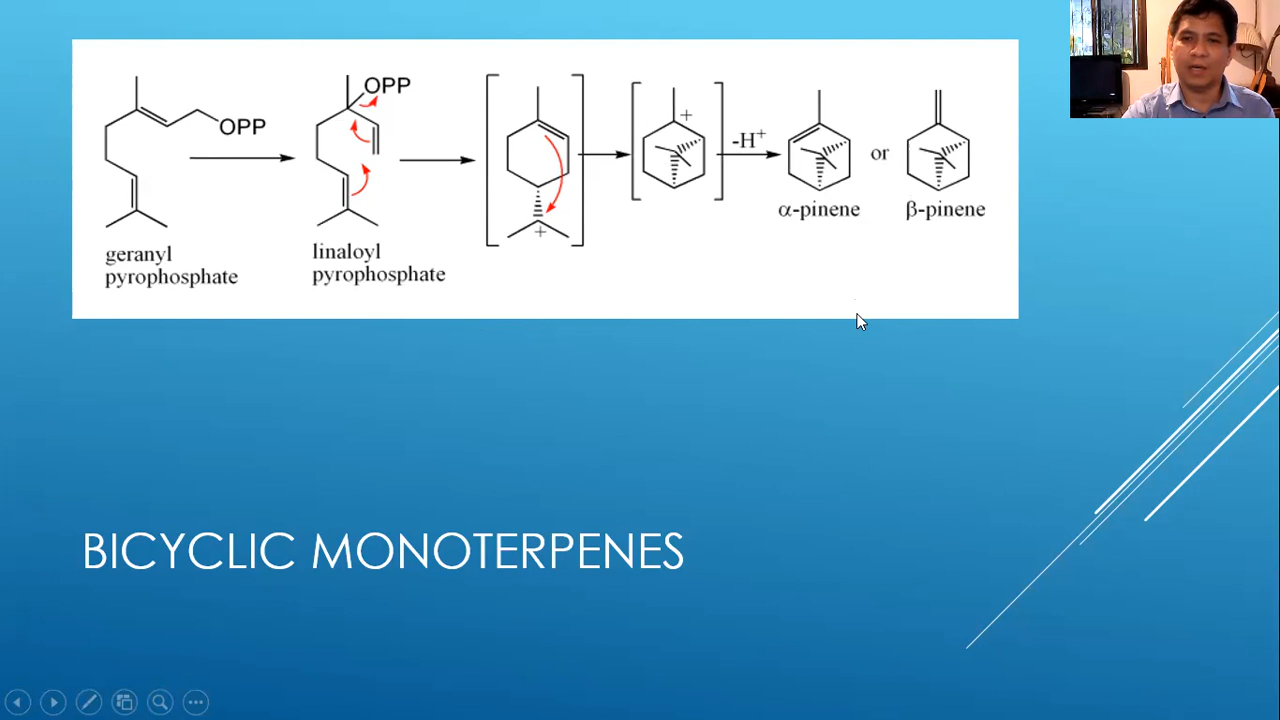 OPP
OPP
+
+
-H⁺
or
α-pinene
β-pinene
geranyl
pyrophosphate
linaloyl
pyrophosphate
BICYCLIC MONOTERPENES